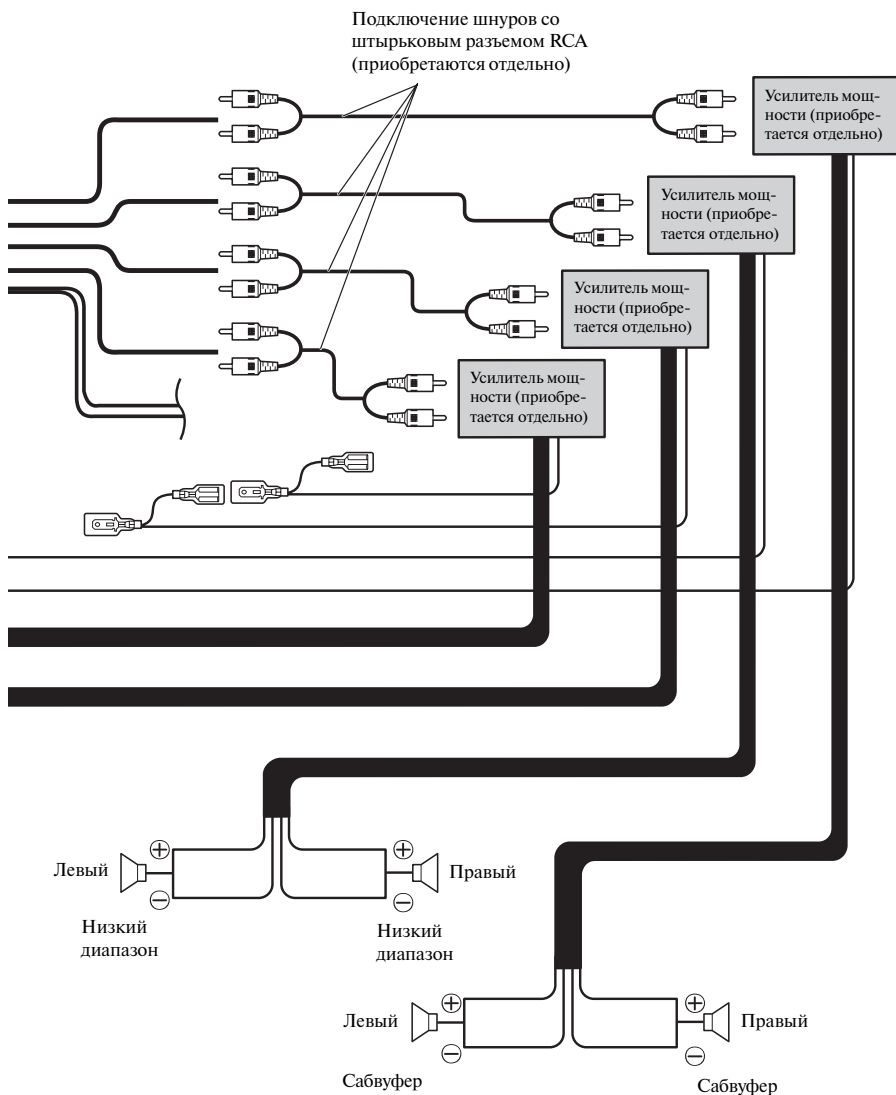 Подключение шнуров со
штырьковым разъемом RCA
(приобретаются отдельно)
Усилитель мощ-
ности (приобре-
тается отдельно)
Усилитель мощ-
ности (приобре-
тается отдельно)
Усилитель мощ-
ности (приобре-
тается отдельно)
Усилитель мощ-
ности (приобре-
тается отдельно)
Левый
Правый
Низкий
диапазон
Низкий
диапазон
Левый
Правый
Сабвуфер
Сабвуфер